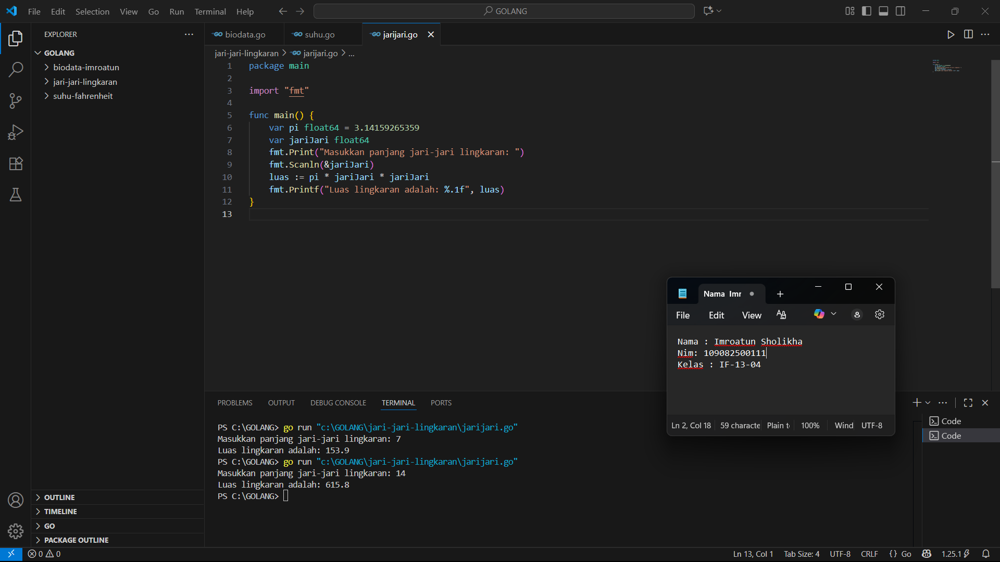 File Edit Selection View Go Run Terminal Help
GOLANG
EXPLORER
GOLANG
biodata-imroatun
jari-jari-lingkaran
suhu-fahrenheit
OUTLINE
TIMELINE
GO
PACKAGE OUTLINE
GO biodata.go
GO suhu.go
GO jarijari.go
jari-jari-lingkaran > GO jarijari.go > ...
1 package main
2
3 import "fmt"
4
5 func main() {
6 var pi float64 = 3.14159265359
7 var jariJari float64
8 fmt.Print("Masukkan panjang jari-jari lingkaran: ")
9 fmt.Scanln(&jariJari)
10 luas := pi * jariJari * jariJari
11 fmt.Printf("Luas lingkaran adalah: %.1f", luas)
12 }
13
Nama Imr
File Edit View
Nama : Imroatun Sholikha
Nim: 109082500111
Kelas : IF-13-04
Ln 2, Col 18 59 characte Plain t 100% Wind UTF-8
PROBLEMS OUTPUT DEBUG CONSOLE TERMINAL PORTS
PS C:\GOLANG> go run "c:\GOLANG\jari-jari-lingkaran\jarijari.go"
Masukkan panjang jari-jari lingkaran: 7
Luas lingkaran adalah: 153.9
PS C:\GOLANG> go run "c:\GOLANG\jari-jari-lingkaran\jarijari.go"
Masukkan panjang jari-jari lingkaran: 14
Luas lingkaran adalah: 615.8
PS C:\GOLANG>
Code
Code
0 0
Ln 13, Col 1 Tab Size: 4 UTF-8 CRLF {} Go 1.25.1